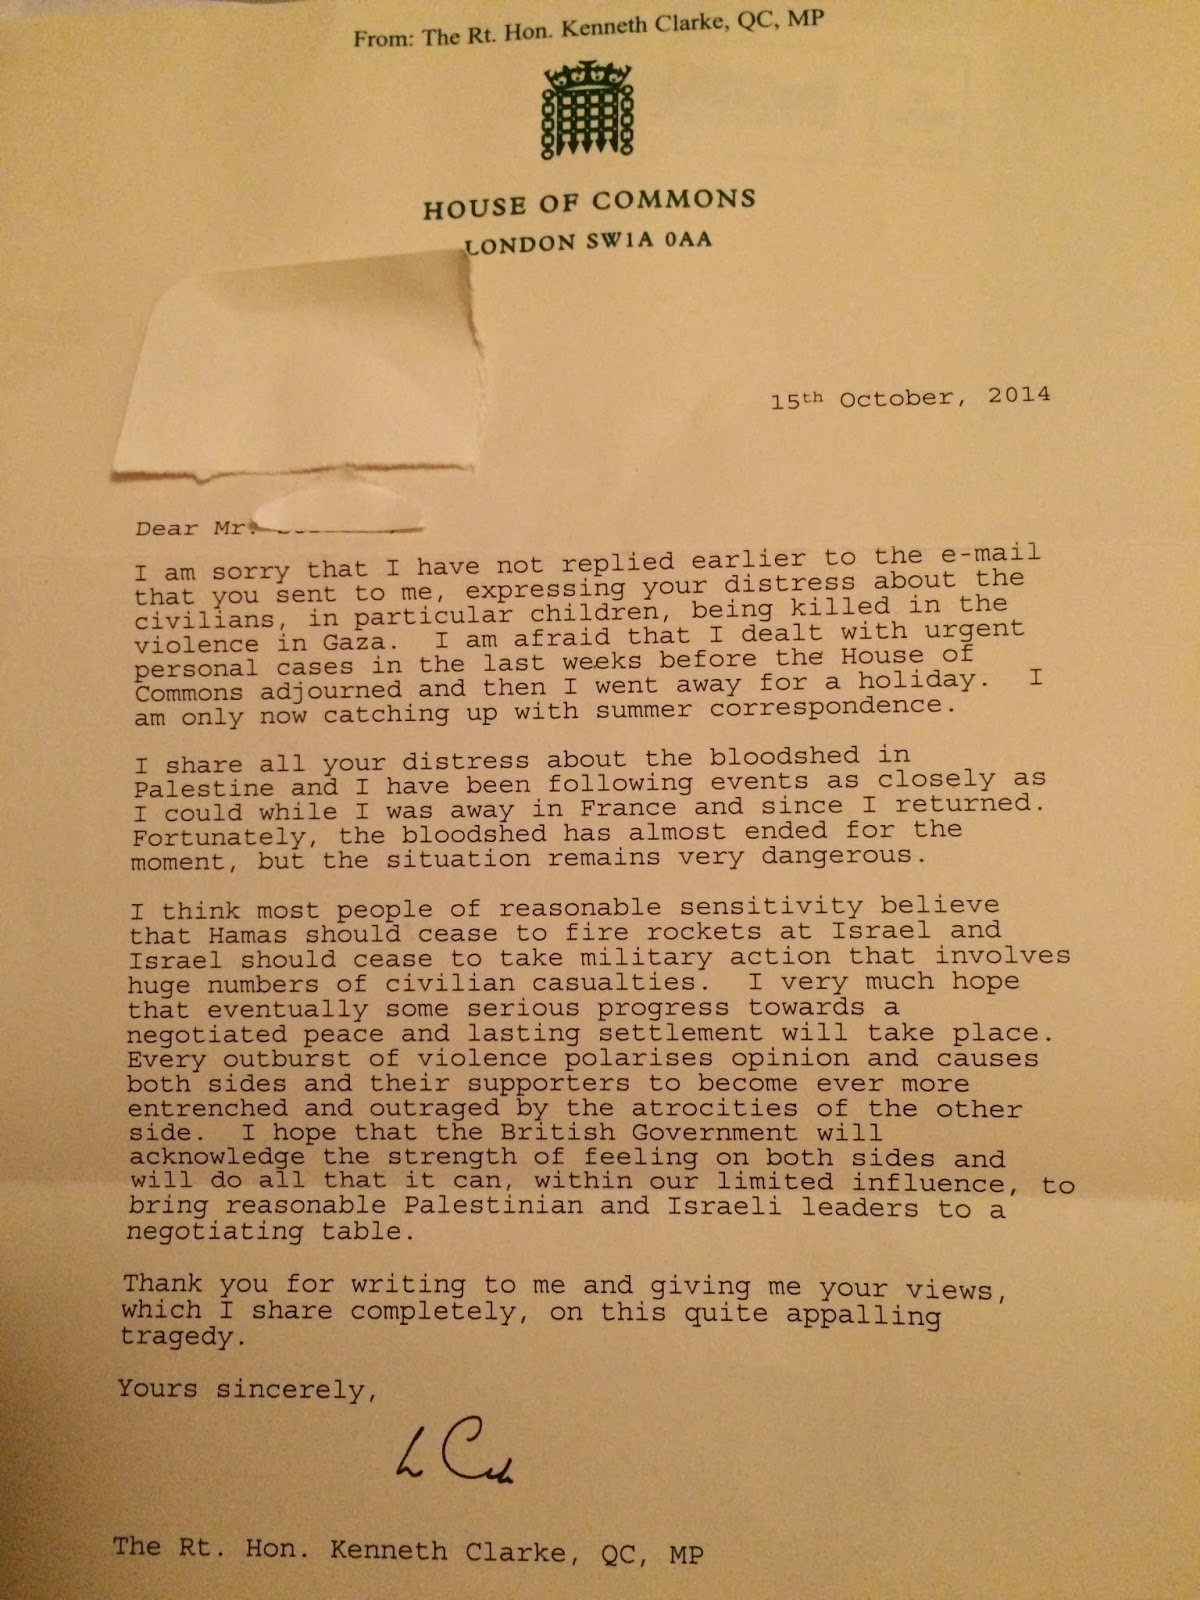 From: The Rt. Hon. Kenneth Clarke, QC, MP
HOUSE OF COMMONS
LONDON SW1A 0AA
15th October, 2014
Dear Mr.
I am sorry that I have not replied earlier to the e-mail
that you sent to me, expressing your distress about the
civilians, in particular children, being killed in the
violence in Gaza. I am afraid that I dealt with urgent
personal cases in the last weeks before the House of
Commons adjourned and then I went away for a holiday. I
am only now catching up with summer correspondence.
I share all your distress about the bloodshed in
Palestine and I have been following events as closely as
I could while I was away in France and since I returned.
Fortunately, the bloodshed has almost ended for the
moment, but the situation remains very dangerous.
I think most people of reasonable sensitivity believe
that Hamas should cease to fire rockets at Israel and
Israel should cease to take military action that involves
huge numbers of civilian casualties. I very much hope
that eventually some serious progress towards a
negotiated peace and lasting settlement will take place.
Every outburst of violence polarises opinion and causes
both sides and their supporters to become ever more
entrenched and outraged by the atrocities of the other
side. I hope that the British Government will
acknowledge the strength of feeling on both sides and
will do all that it can, within our limited influence, to
bring reasonable Palestinian and Israeli leaders to a
negotiating table.
Thank you for writing to me and giving me your views,
which I share completely, on this quite appalling
tragedy.
Yours sincerely,
The Rt. Hon. Kenneth Clarke, QC, MP